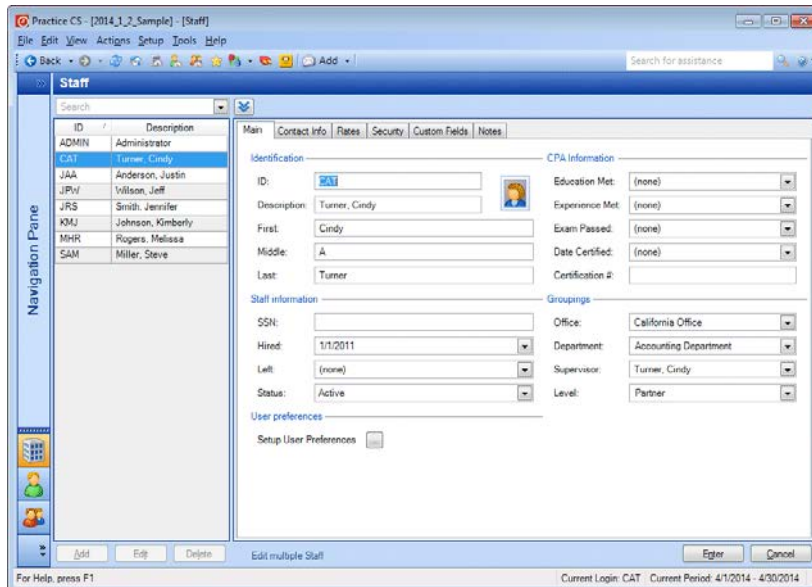 Practice CS - [2014_1_2_Sample] - [Staff]
File Edit View Actions Setup Tools Help
Back Add
Search for assistance
Staff
Search
ID Description
ADMIN Administrator
CAT Turner, Cindy
JAA Anderson, Justin
JPW Wilson, Jeff
JRS Smith, Jennifer
KMJ Johnson, Kimberly
MHR Rogers, Melissa
SAM Miller, Steve
Navigation Pane
Main Contact Info Rates Security Custom Fields Notes
Identification
ID: CAT
Description: Turner, Cindy
First: Cindy
Middle: A
Last: Turner
CPA Information
Education Met: (none)
Experience Met: (none)
Exam Passed: (none)
Date Certified: (none)
Certification #:
Staff information
SSN:
Hired: 1/1/2011
Left: (none)
Status: Active
Groupings
Office: California Office
Department: Accounting Department
Supervisor: Turner, Cindy
Level: Partner
User preferences
Setup User Preferences ...
Add Edit Delete
Edit multiple Staff
Enter Cancel
For Help, press F1
Current Login: CAT Current Period: 4/1/2014 - 4/30/2014